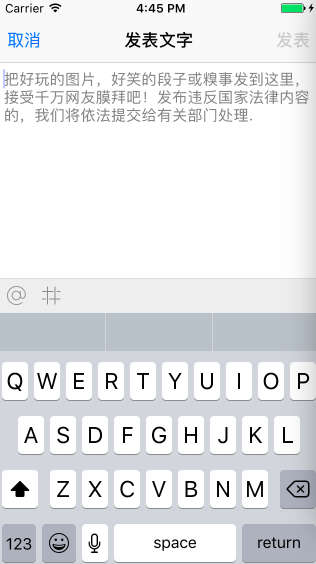 Carrier 4:45 PM
取消 发表文字 发表
把好玩的图片，好笑的段子或糗事发到这里，
接受千万网友膜拜吧！发布违反国家法律内容
的，我们将依法提交给有关部门处理.
@ #
Q W E R T Y U I O P
A S D F G H J K L
Z X C V B N M
123 space return